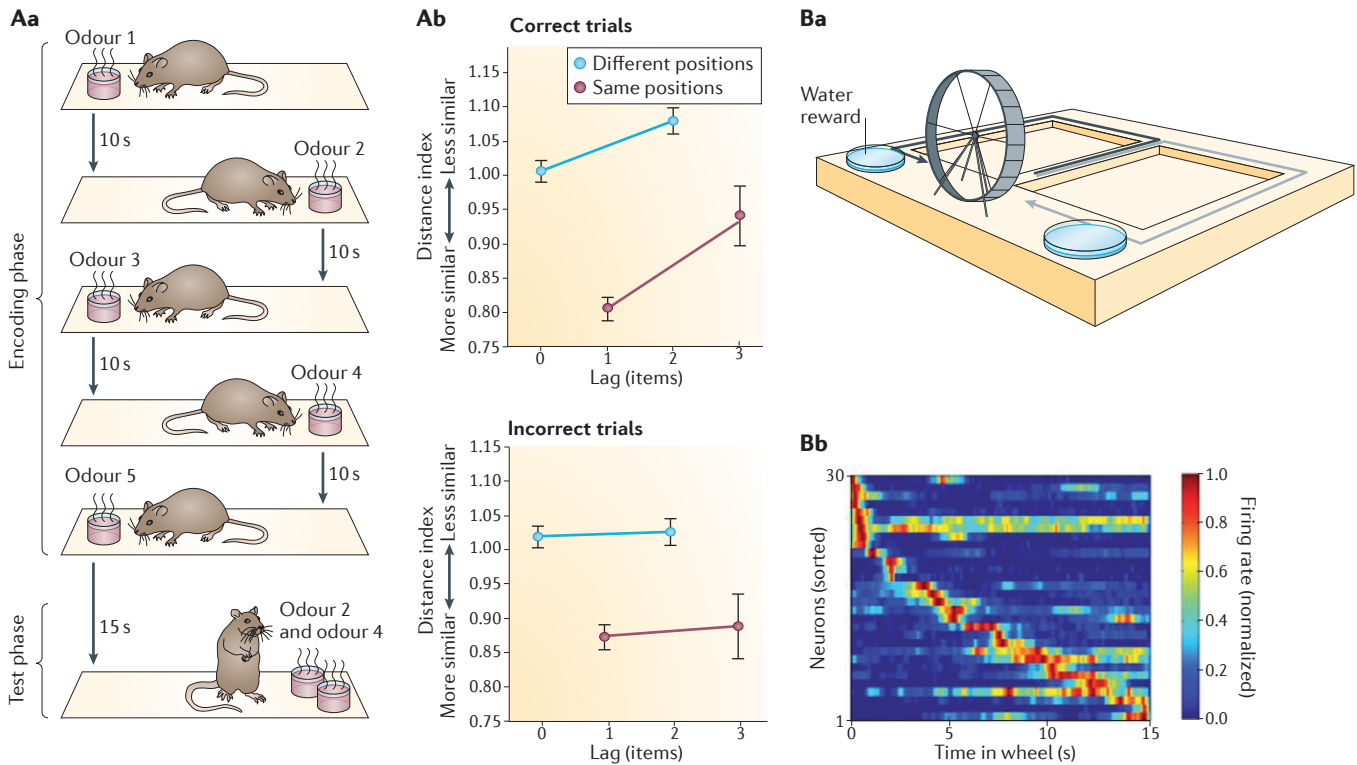 Aa
Odour 1
10 s
Odour 2
10 s
Odour 3
10 s
Odour 4
10 s
Odour 5
15 s
Odour 2
and odour 4
Encoding phase
Test phase
Ab
Correct trials
Different positions
Same positions
Distance index
More similar
Less similar
1.15
1.10
1.05
1.00
0.95
0.90
0.85
0.80
0.75
0 1 2 3
Lag (items)
Incorrect trials
Distance index
More similar
Less similar
1.15
1.10
1.05
1.00
0.95
0.90
0.85
0.80
0.75
0 1 2 3
Lag (items)
Ba
Water
reward
Bb
Neurons (sorted)
30
1
0 5 10 15
Time in wheel (s)
1.0
0.8
0.6
0.4
0.2
0.0
Firing rate (normalized)